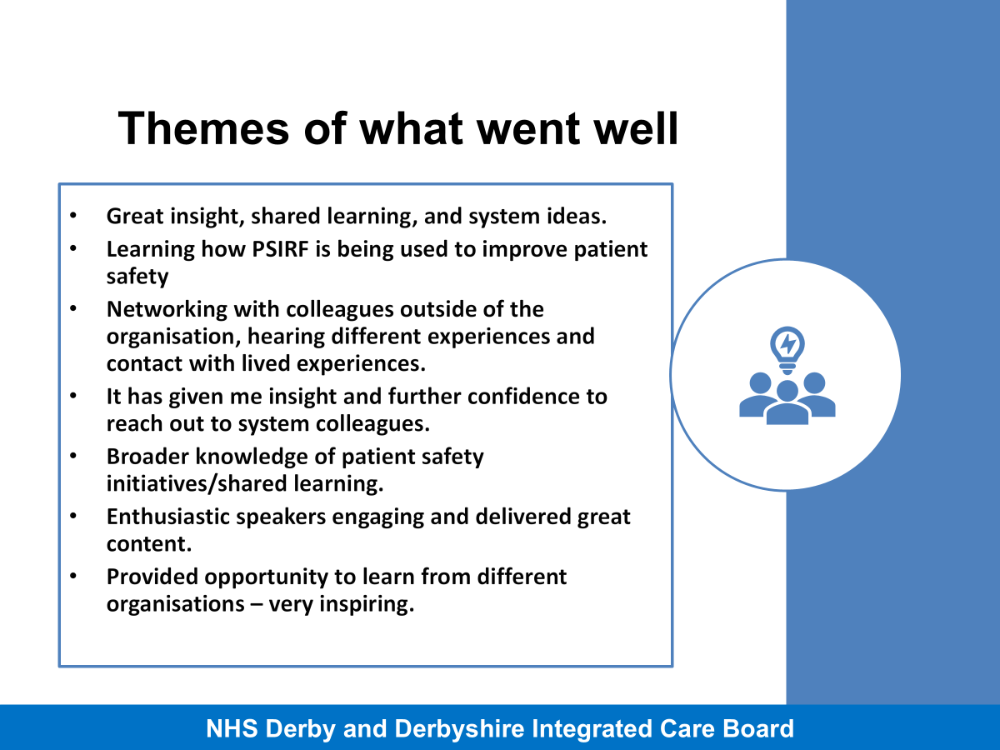 Themes of what went well
• Great insight, shared learning, and system ideas.
• Learning how PSIRF is being used to improve patient
safety
• Networking with colleagues outside of the
organisation, hearing different experiences and
contact with lived experiences.
• It has given me insight and further confidence to
reach out to system colleagues.
• Broader knowledge of patient safety
initiatives/shared learning.
• Enthusiastic speakers engaging and delivered great
content.
• Provided opportunity to learn from different
organisations – very inspiring.
NHS Derby and Derbyshire Integrated Care Board